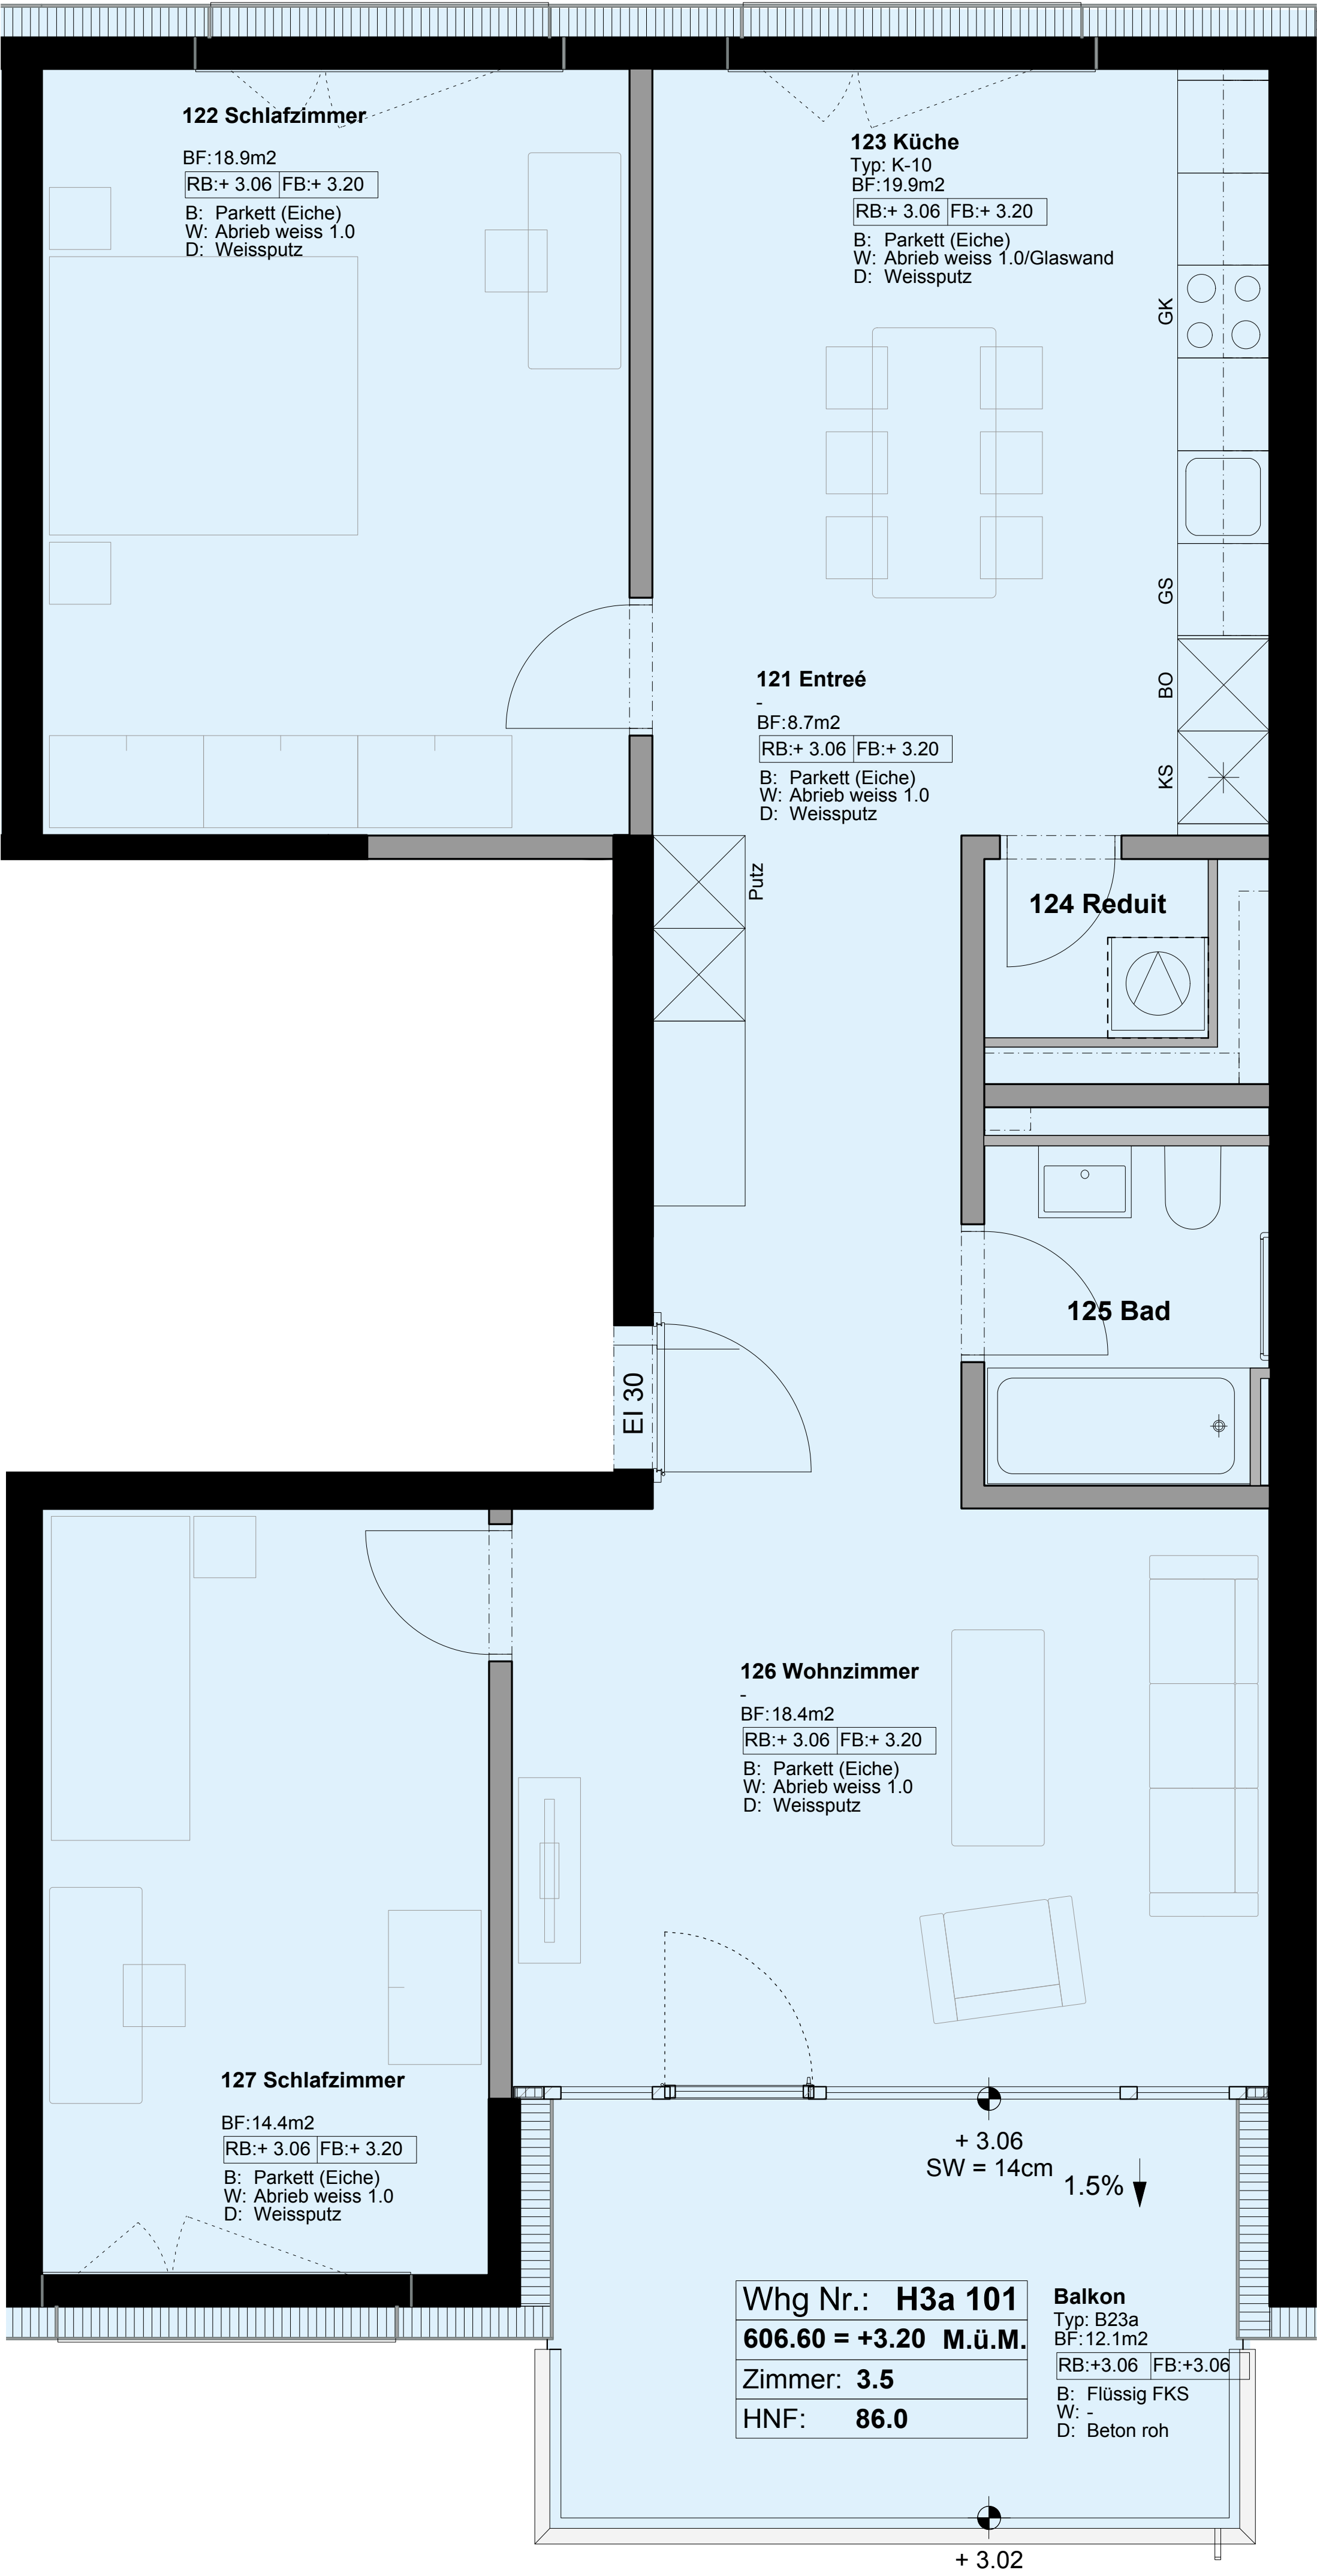 122 Schlafzimmer
BF:18.9m2
RB:+ 3.06 FB:+ 3.20
B: Parkett (Eiche)
W: Abrieb weiss 1.0
D: Weissputz
123 Küche
Typ: K-10
BF:19.9m2
RB:+ 3.06 FB:+ 3.20
B: Parkett (Eiche)
W: Abrieb weiss 1.0/Glaswand
D: Weissputz
GK
GS
BO
KS
121 Entreé
-
BF:8.7m2
RB:+ 3.06 FB:+ 3.20
B: Parkett (Eiche)
W: Abrieb weiss 1.0
D: Weissputz
Putz
124 Reduit
125 Bad
EI 30
126 Wohnzimmer
-
BF:18.4m2
RB:+ 3.06 FB:+ 3.20
B: Parkett (Eiche)
W: Abrieb weiss 1.0
D: Weissputz
127 Schlafzimmer
BF:14.4m2
RB:+ 3.06 FB:+ 3.20
B: Parkett (Eiche)
W: Abrieb weiss 1.0
D: Weissputz
+ 3.06
SW = 14cm
1.5%
Whg Nr.: H3a 101
606.60 = +3.20 M.ü.M.
Zimmer: 3.5
HNF: 86.0
Balkon
Typ: B23a
BF:12.1m2
RB:+3.06 FB:+3.06
B: Flüssig FKS
W: -
D: Beton roh
+ 3.02